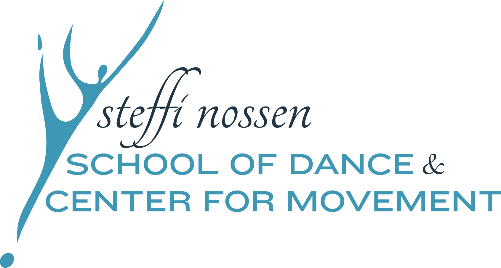 steffi nossen
SCHOOL OF DANCE &
CENTER FOR MOVEMENT